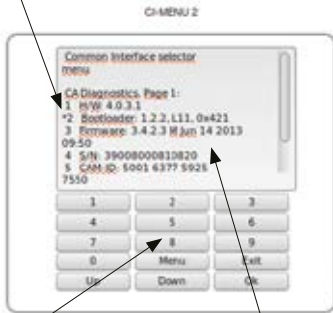 CI-MENU 2
Common Interface selector
menu
CA Diagnostics. Page 1:
1 H/W: 4.0.3.1
*2 Bootloader: 1.2.2, L11, 0x421
3 Firmware: 3.4.2.3 M Jun 14 2013
09:50
4 S/N: 39008000810820
5 CAM ID: 5001 6377 5925
7550
1 2 3
4 5 6
7 8 9
0 Menu Exit
Up Down Ok